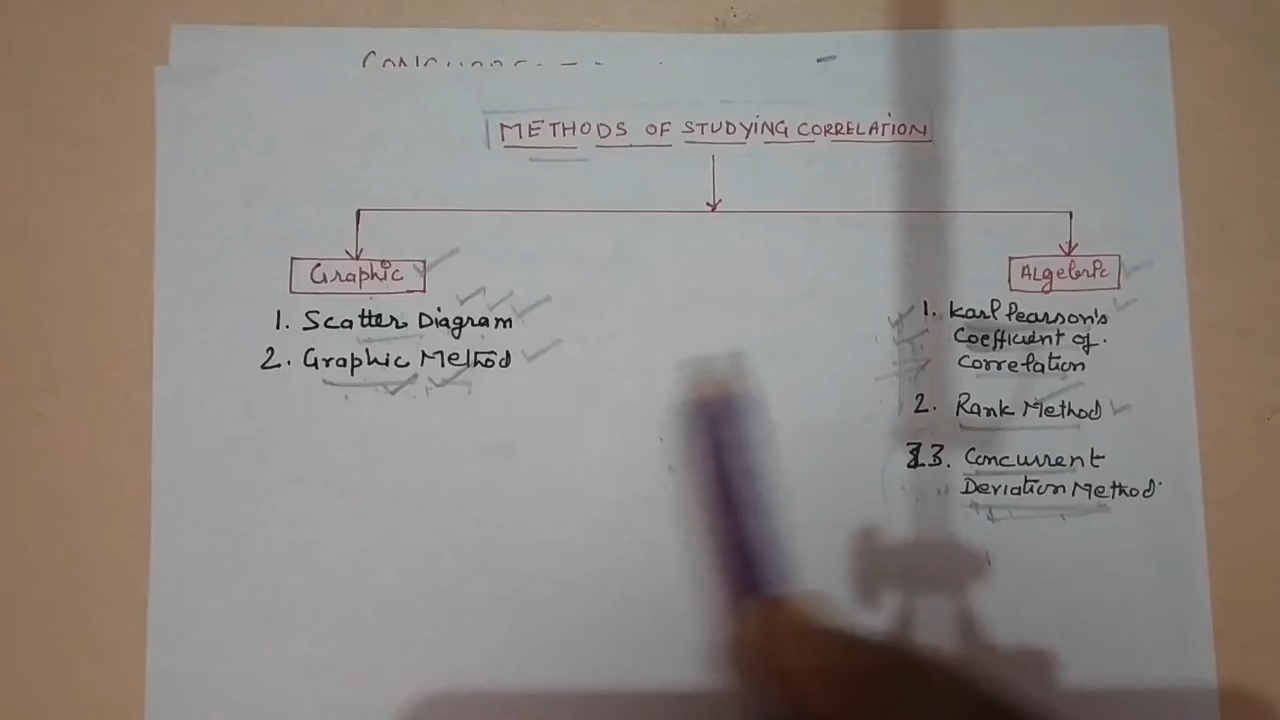 METHODS OF STUDYING CORRELATION
Graphic
1. Scatter Diagram
2. Graphic Method
ALgebric
1. Karl Pearson's
Coefficient of
Correlation
2. Rank Method
3. Concurrent
Deviation Method